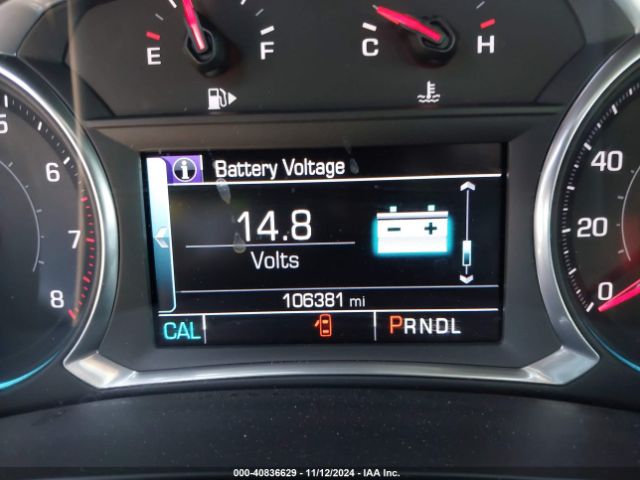 E F C H
5
6
7
8
i Battery Voltage
14.8
Volts
- +
106381 mi
CAL PRNDL
40
20
0
000-40836629 - 11/12/2024 - IAA Inc.